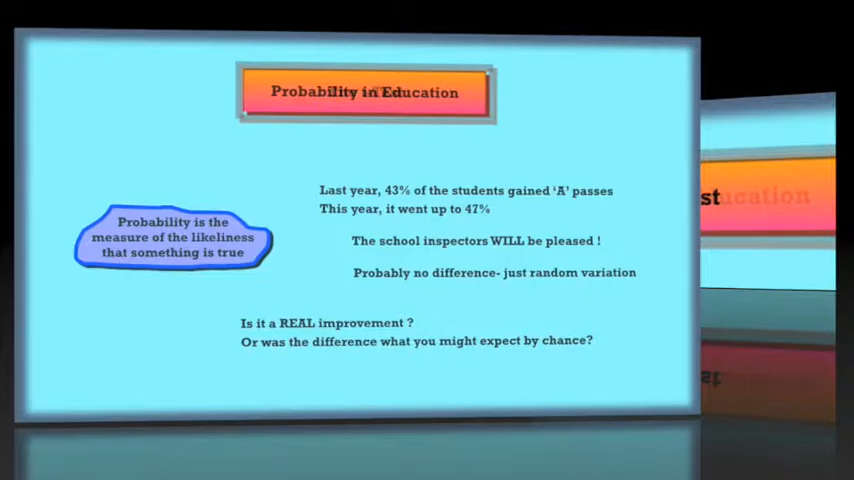 Probability in Education
Probability is the
measure of the likeliness
that something is true
Last year, 43% of the students gained ‘A’ passes
This year, it went up to 47%
The school inspectors WILL be pleased !
Probably no difference- just random variation
Is it a REAL improvement ?
Or was the difference what you might expect by chance?
st
ucation